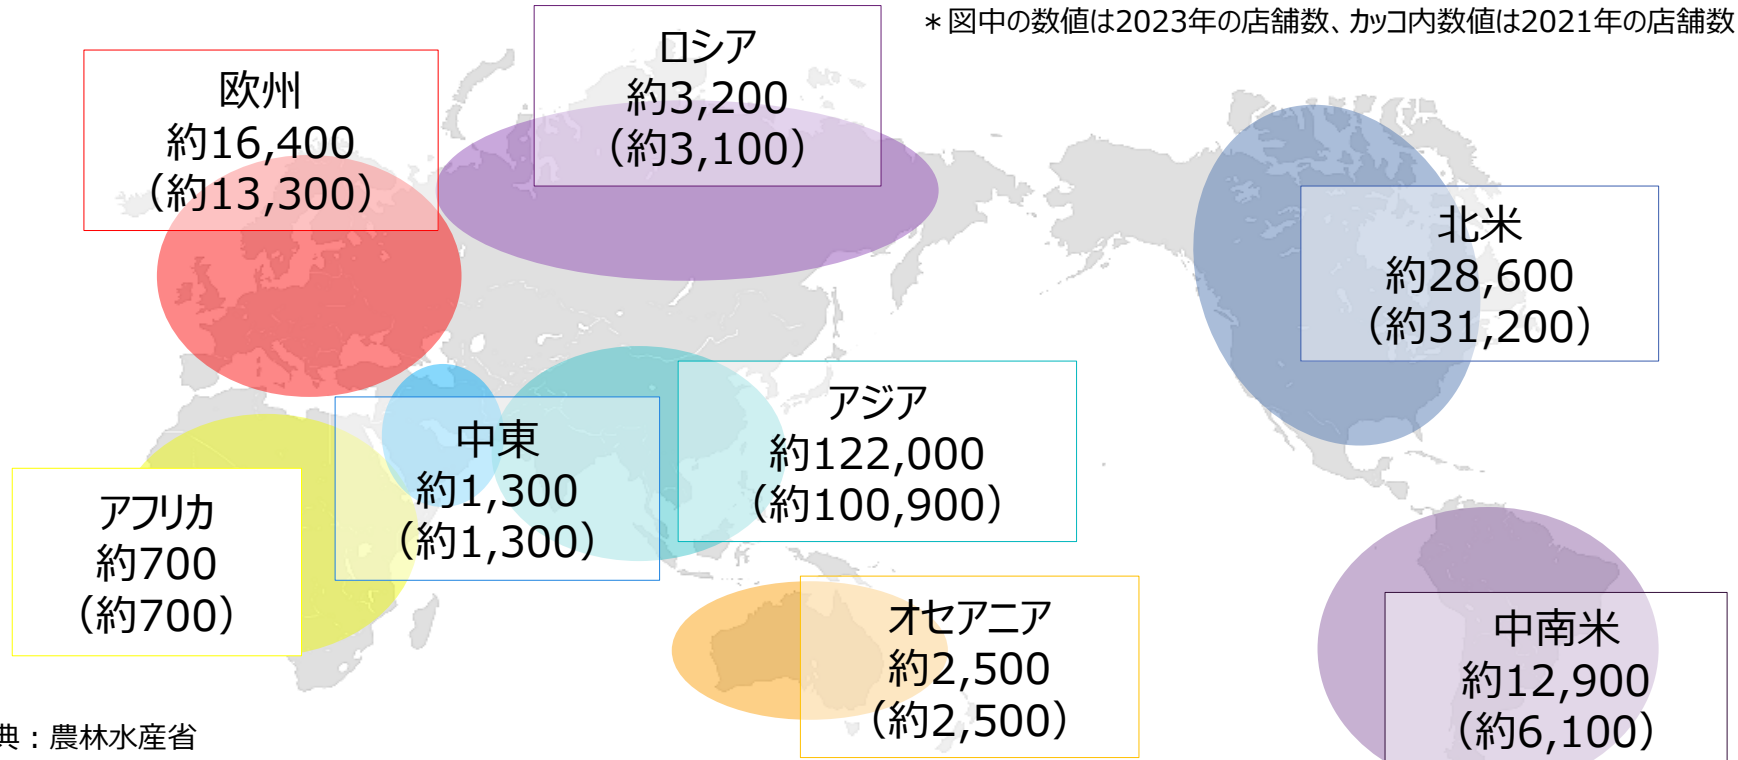 ＊図中の数値は2023年の店舗数、カッコ内数値は2021年の店舗数
欧州
約16,400
（約13,300）
ロシア
約3,200
（約3,100）
北米
約28,600
（約31,200）
アジア
約122,000
（約100,900）
中東
約1,300
（約1,300）
アフリカ
約700
（約700）
オセアニア
約2,500
（約2,500）
中南米
約12,900
（約6,100）
典：農林水産省